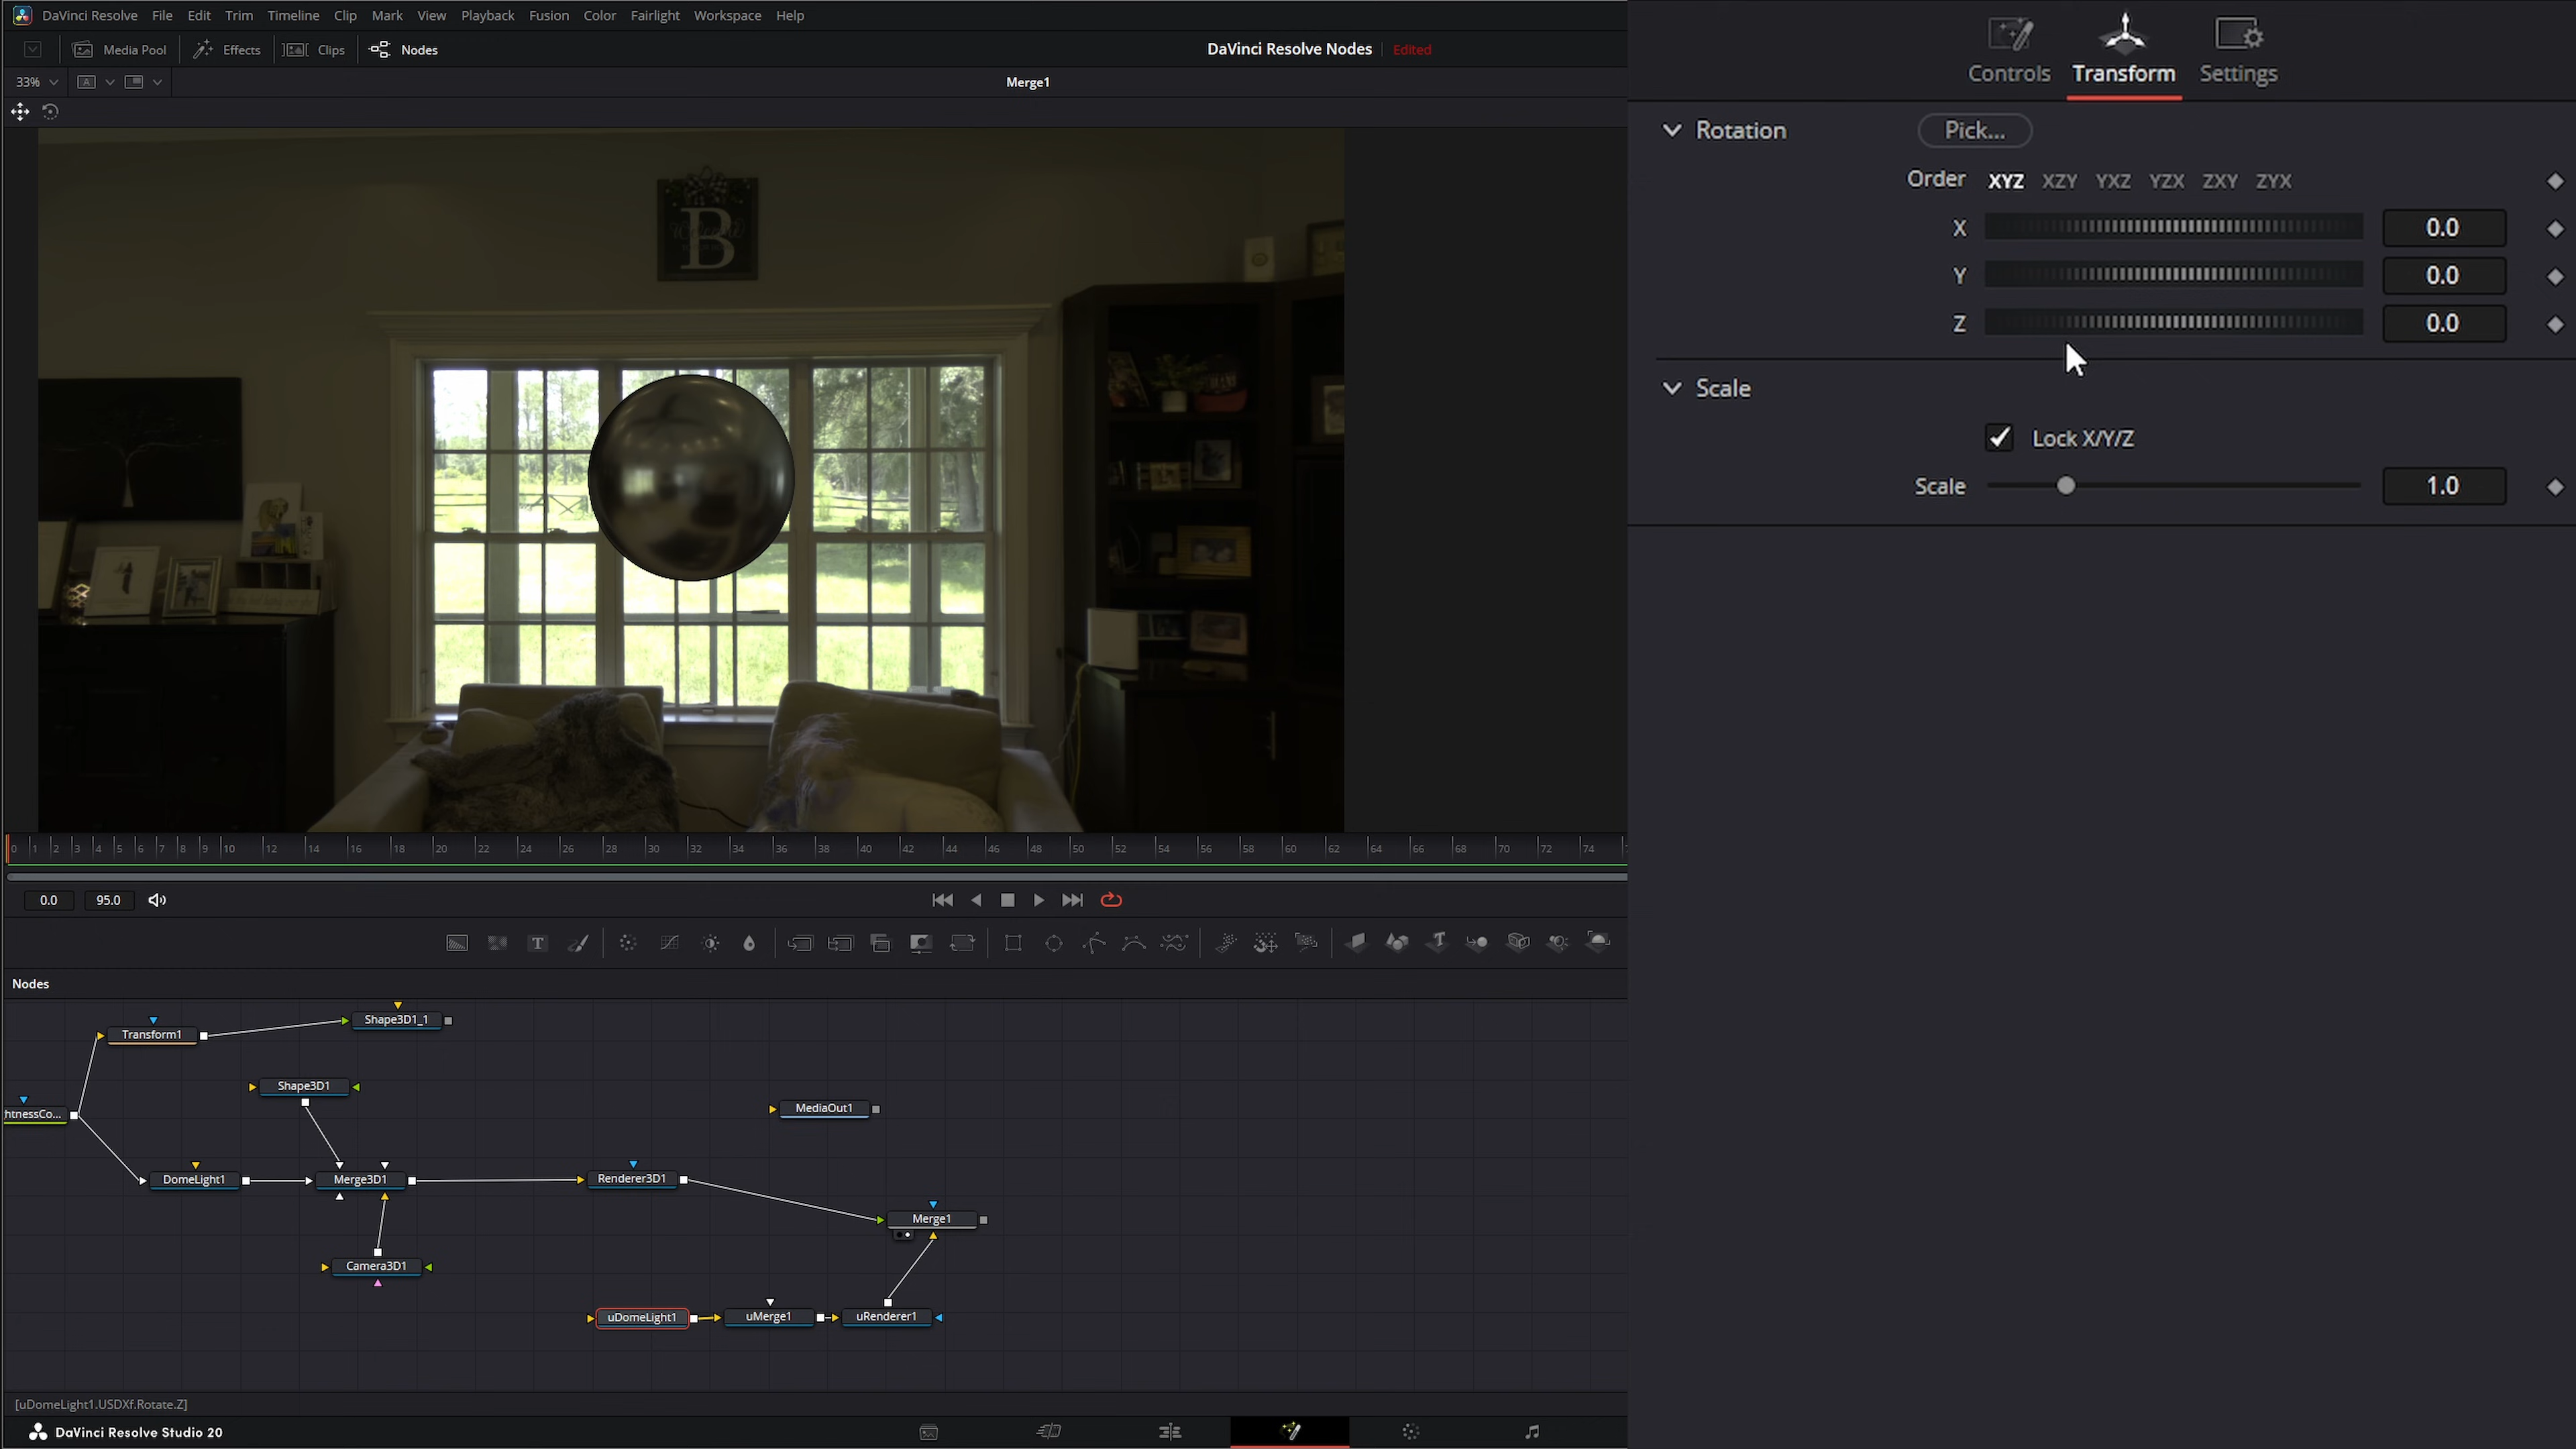 DaVinci Resolve File Edit Trim Timeline Clip Mark View Playback Fusion Color Fairlight Workspace Help
Media Pool Effects Clips Nodes DaVinci Resolve Nodes Edited
33% A Merge1
Controls Transform Settings
Rotation Pick...
Order XYZ XZY YXZ YZX ZXY ZYX
X 0.0
Y 0.0
Z 0.0
Scale
Lock X/Y/Z
Scale 1.0
Welcome
B
0 1 2 3 4 5 6 7 8 9 10 12 14 16 18 20 22 24 26 28 30 32 34 36 38 40 42 44 46 48 50 52 54 56 58 60 62 64 66 68 70 72 74
0.0 95.0
T T
Nodes
Shape3D1_1
Transform1
Shape3D1
htnessCo...
MediaOut1
DomeLight1 Merge3D1 Renderer3D1
Merge1
Camera3D1
uDomeLight1 uMerge1 uRenderer1
[uDomeLight1.USDXf.Rotate.Z]
DaVinci Resolve Studio 20